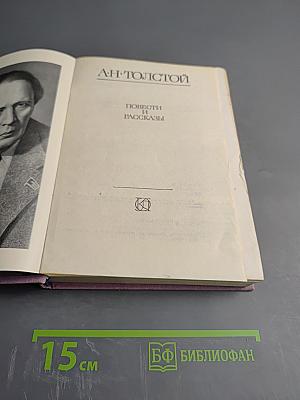 А·Н·ТОЛСТОЙ
ПОВЕСТИ
И
РАССКАЗЫ
15 см
БФ БИБЛИОФАН